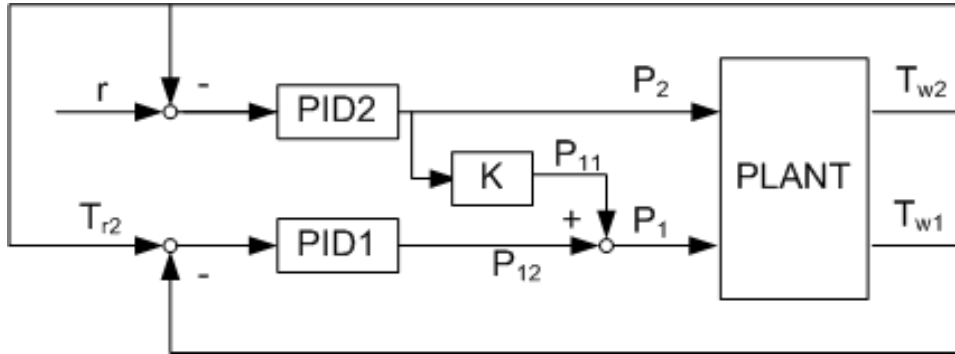 r
-
PID2
P2
Tw2
K
P11
PLANT
Tr2
-
PID1
P12
+
P1
Tw1